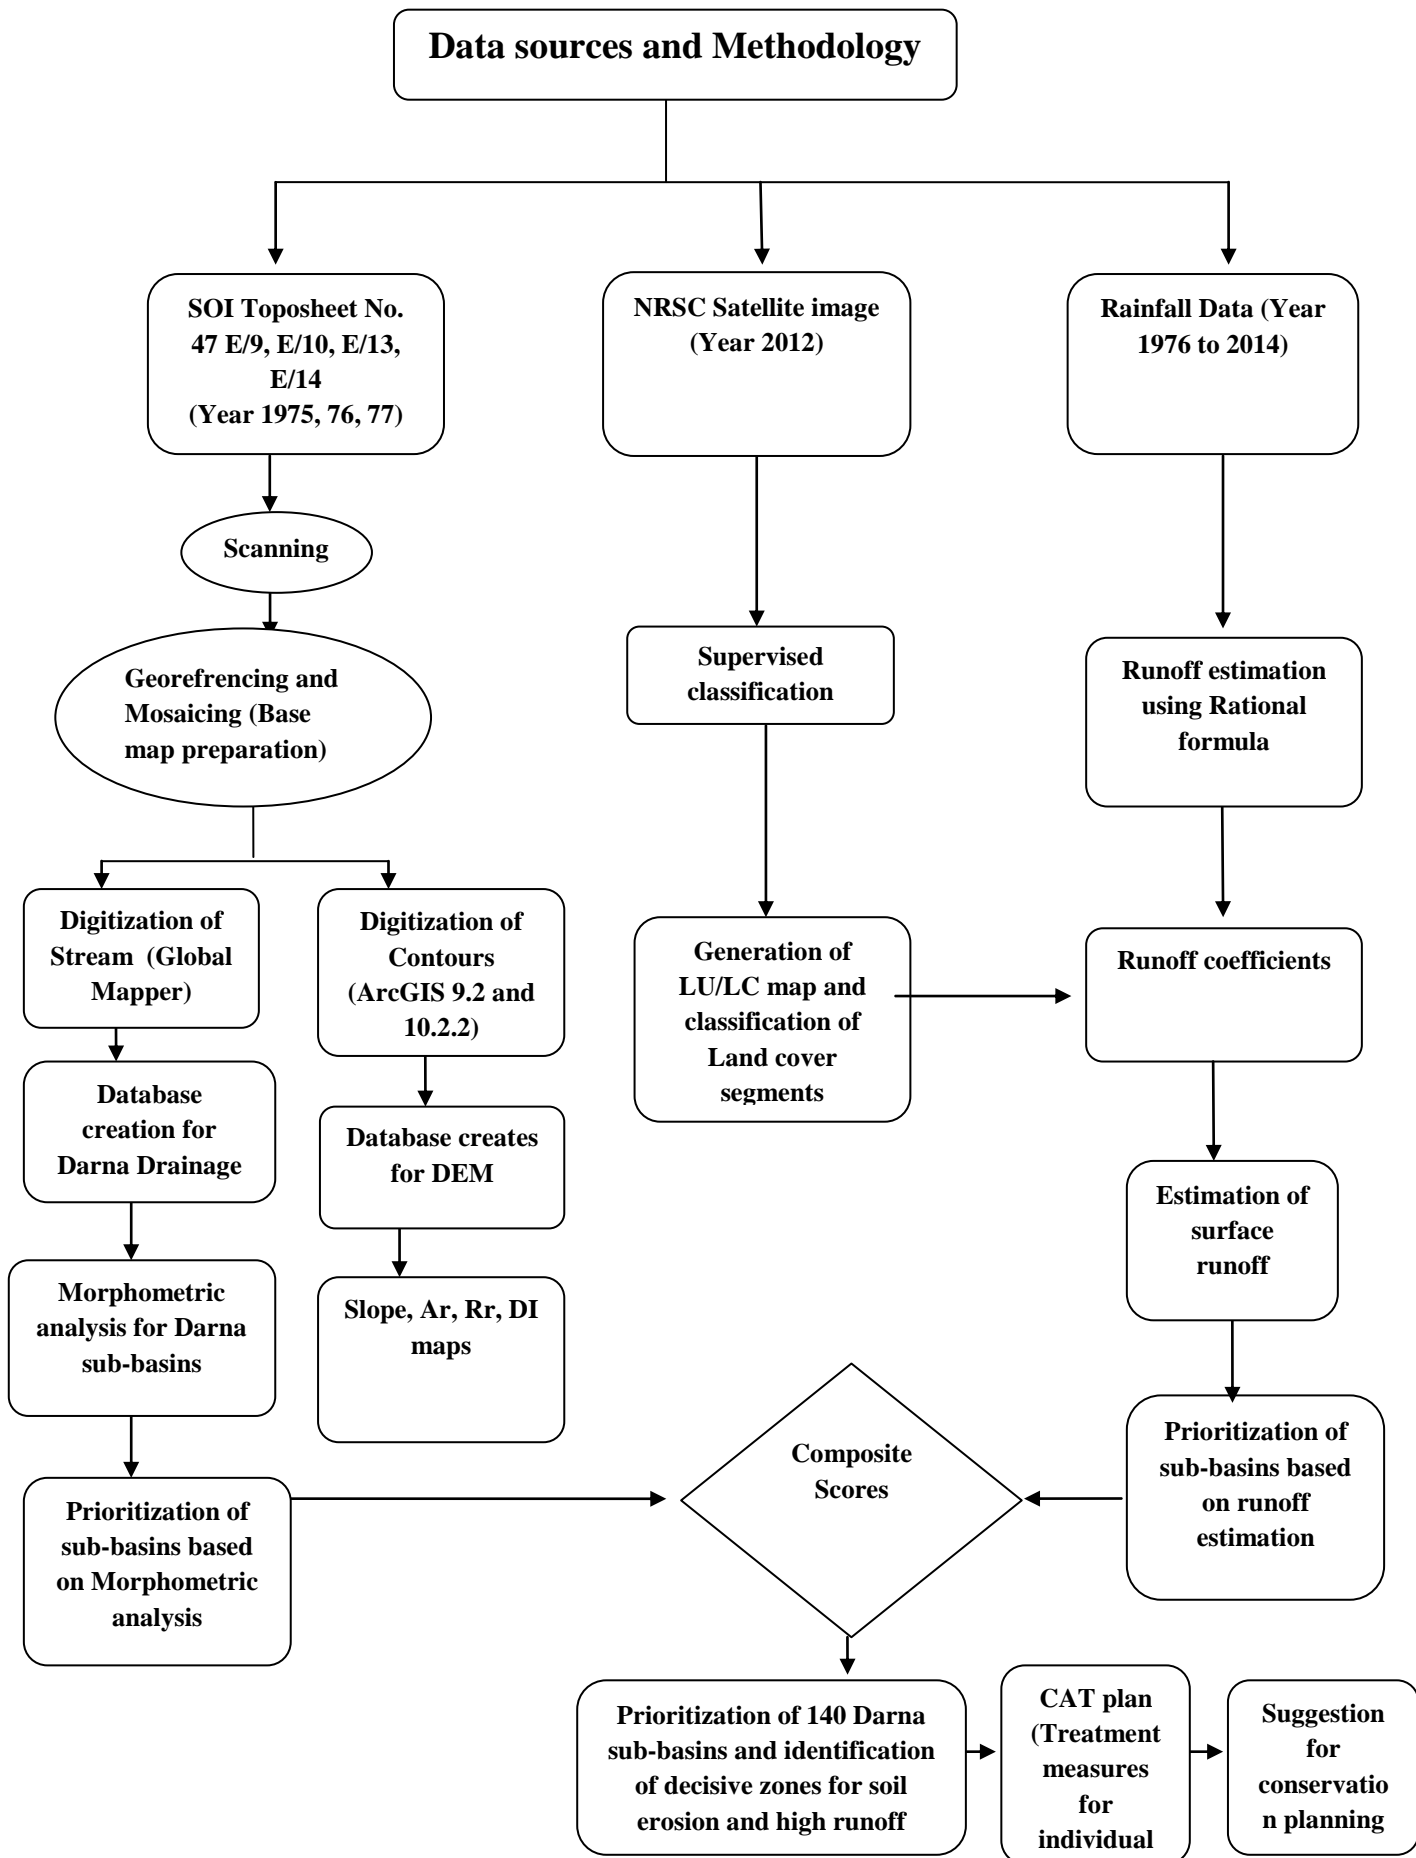 Data sources and Methodology
SOI Toposheet No.
47 E/9, E/10, E/13,
E/14
(Year 1975, 76, 77)
NRSC Satellite image
(Year 2012)
Rainfall Data (Year
1976 to 2014)
Scanning
Georefrencing and
Mosaicing (Base
map preparation)
Supervised
classification
Runoff estimation
using Rational
formula
Digitization of
Stream (Global
Mapper)
Digitization of
Contours
(ArcGIS 9.2 and
10.2.2)
Generation of
LU/LC map and
classification of
Land cover
segments
Runoff coefficients
Database
creation for
Darna Drainage
Database creates
for DEM
Estimation of
surface
runoff
Morphometric
analysis for Darna
sub-basins
Slope, Ar, Rr, DI
maps
Prioritization of
sub-basins based
on Morphometric
analysis
Composite
Scores
Prioritization of
sub-basins based
on runoff
estimation
Prioritization of 140 Darna
sub-basins and identification
of decisive zones for soil
erosion and high runoff
CAT plan
(Treatment
measures
for
individual
Suggestion
for
conservatio
n planning